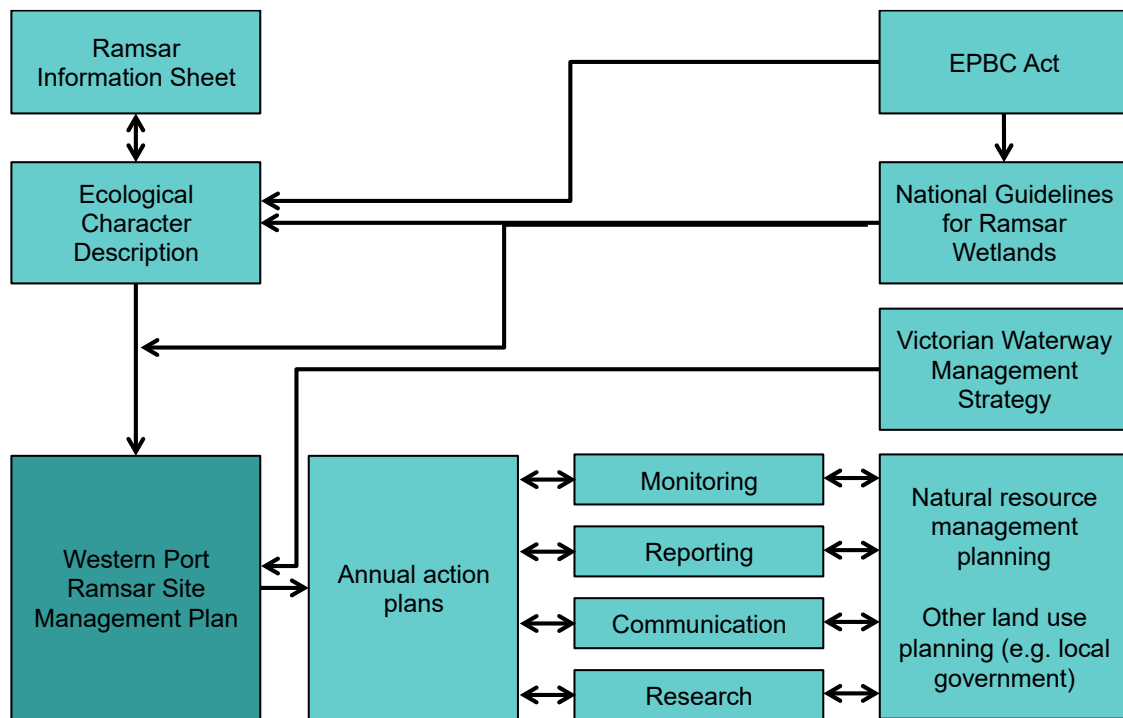 Ramsar
Information Sheet
EPBC Act
Ecological
Character
Description
National Guidelines
for Ramsar
Wetlands
Victorian Waterway
Management
Strategy
Western Port
Ramsar Site
Management Plan
Annual action
plans
Monitoring
Reporting
Communication
Research
Natural resource
management
planning
Other land use
planning (e.g. local
government)